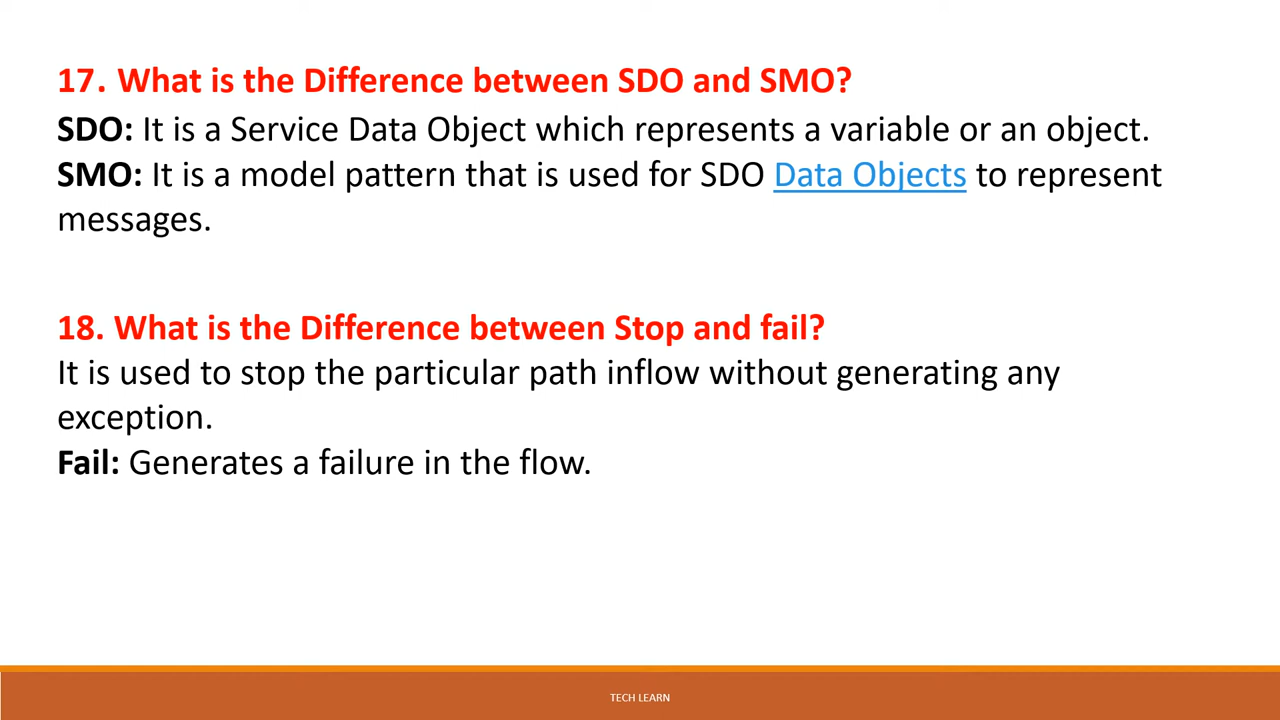 17. What is the Difference between SDO and SMO?
SDO: It is a Service Data Object which represents a variable or an object.
SMO: It is a model pattern that is used for SDO Data Objects to represent
messages.
18. What is the Difference between Stop and fail?
It is used to stop the particular path inflow without generating any
exception.
Fail: Generates a failure in the flow.
TECH LEARN